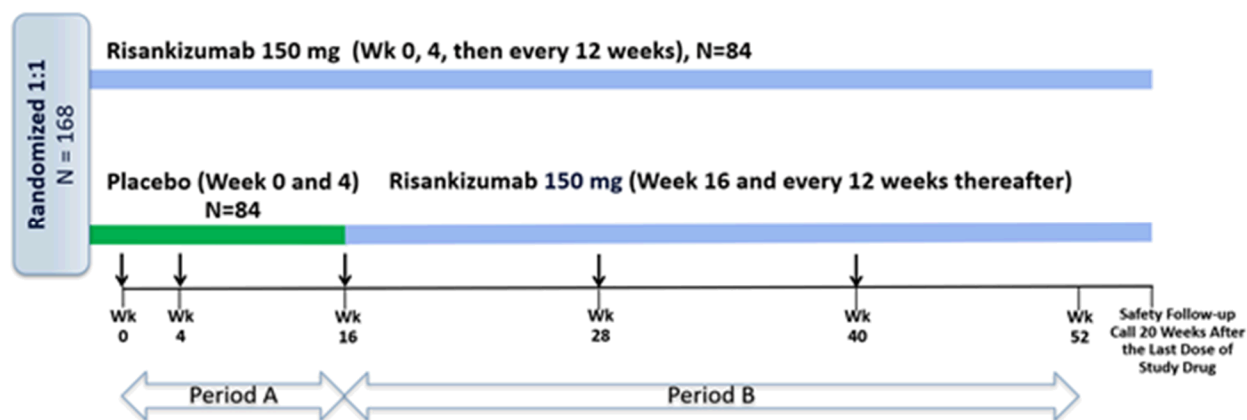 Randomized 1:1
N = 168
Risankizumab 150 mg (Wk 0, 4, then every 12 weeks), N=84
Placebo (Week 0 and 4)
N=84
Risankizumab 150 mg (Week 16 and every 12 weeks thereafter)
Wk
0
Wk
4
Wk
16
Wk
28
Wk
40
Wk
52
Safety Follow-up
Call 20 Weeks After
the Last Dose of
Study Drug
Period A
Period B